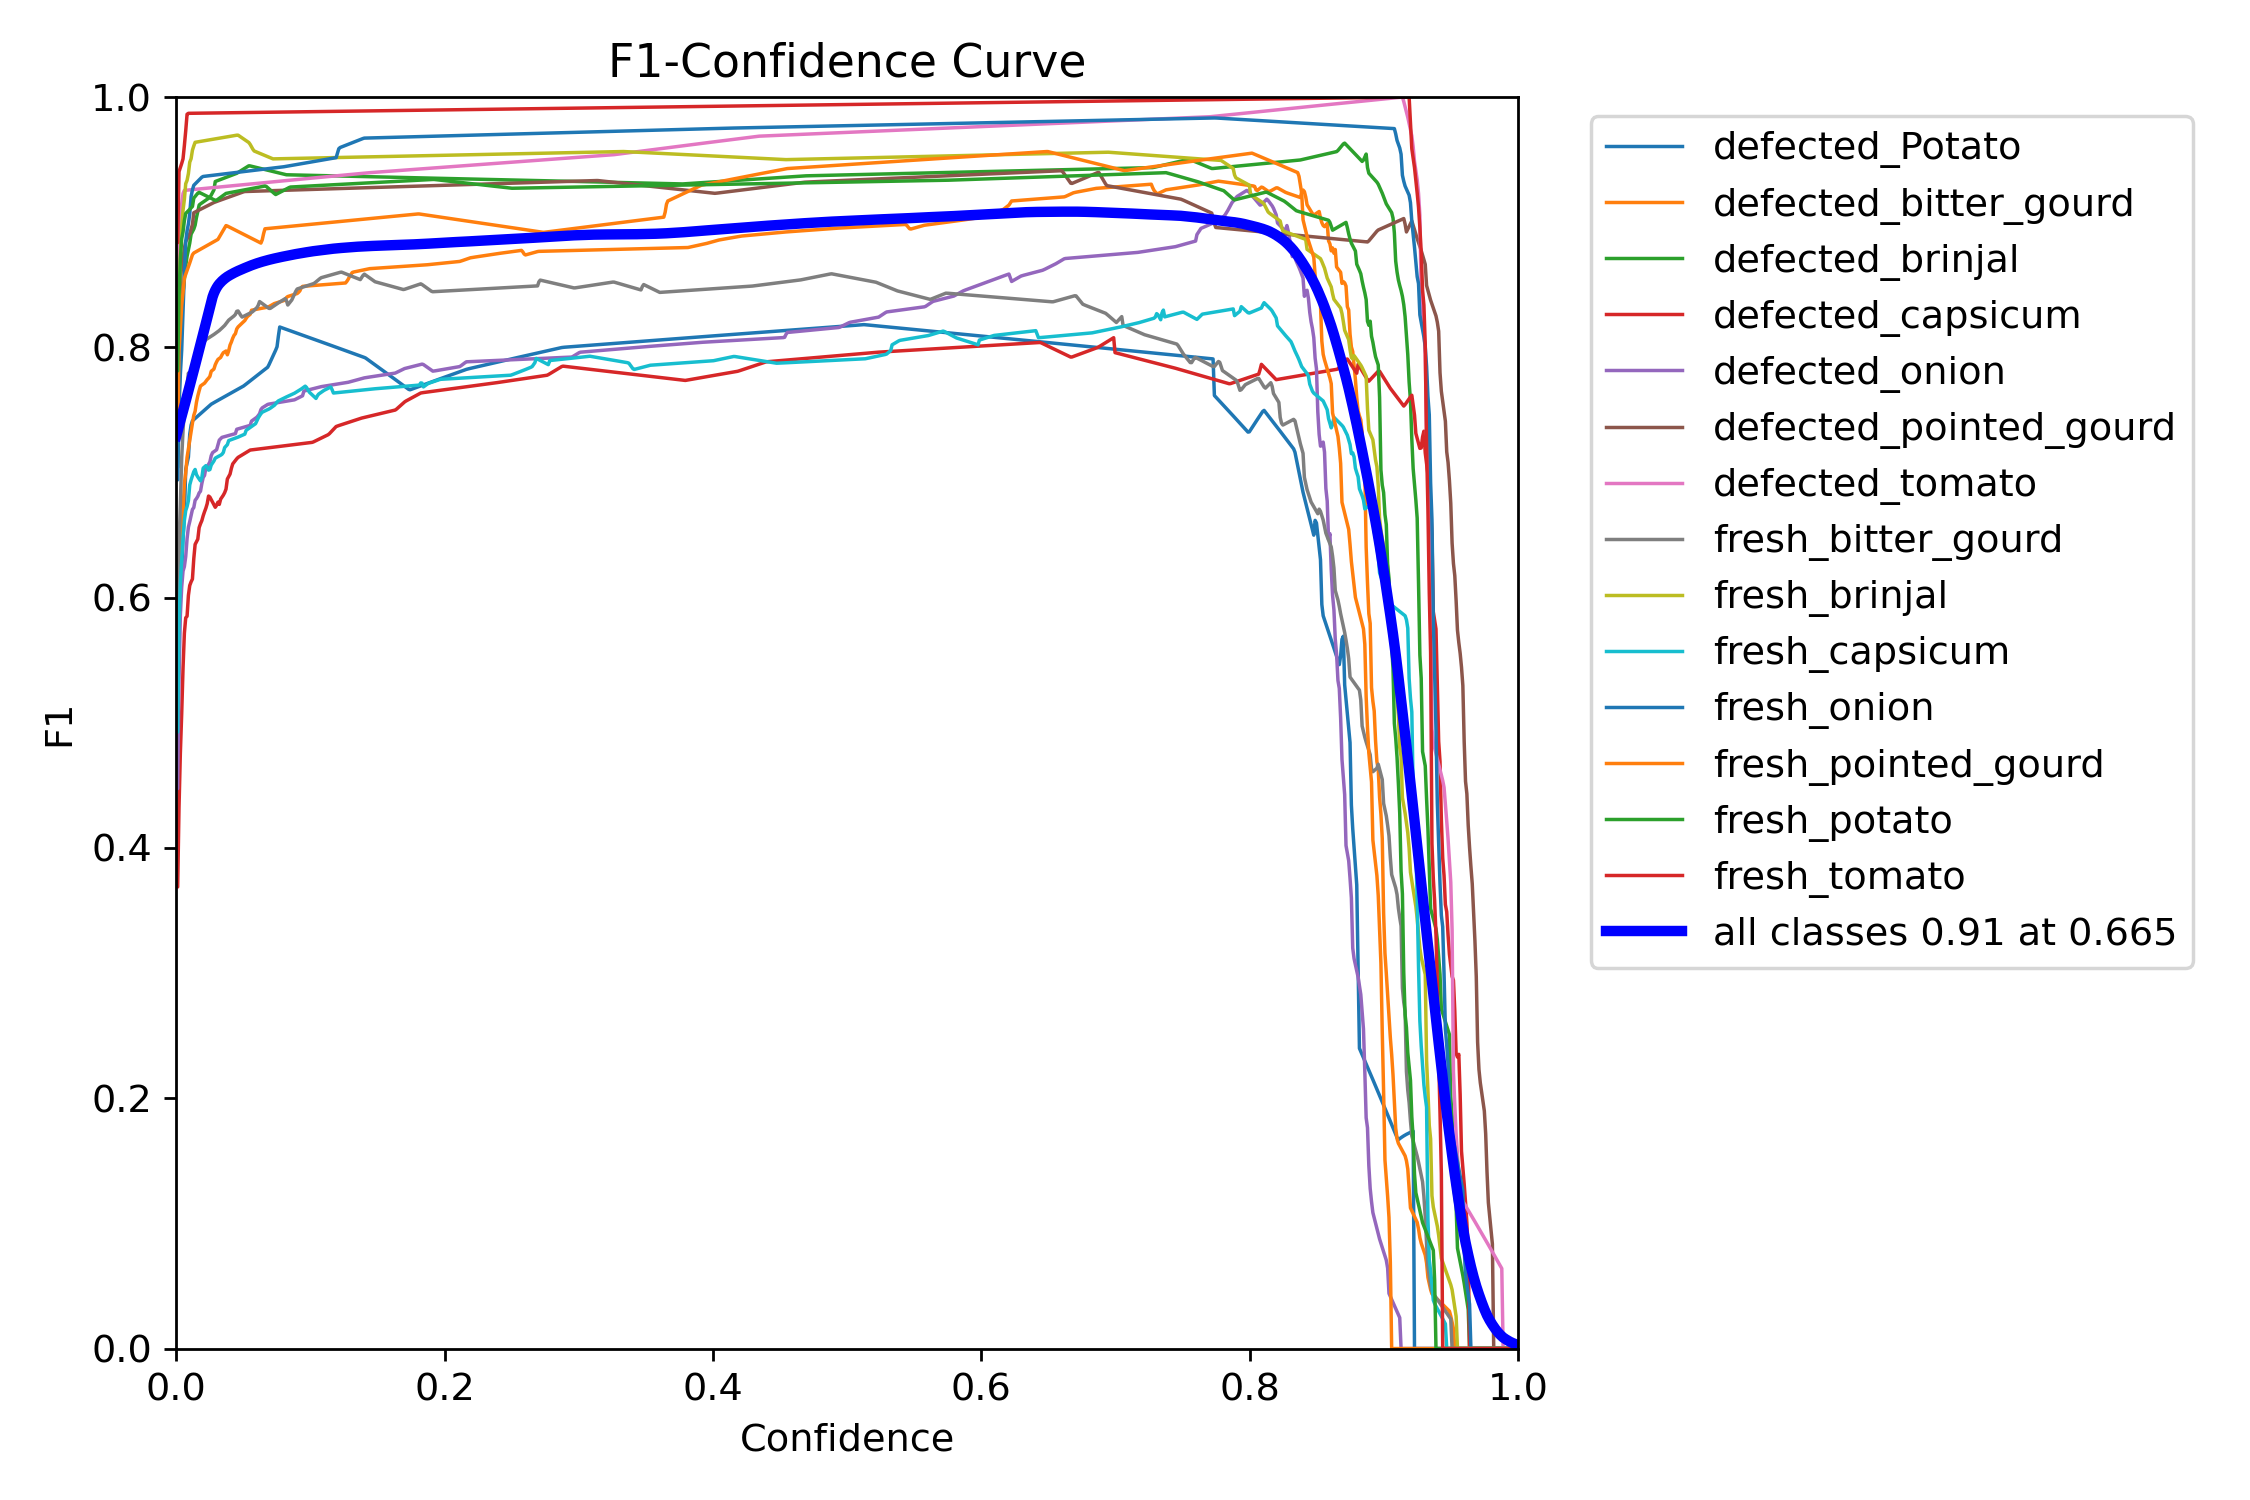 F1-Confidence Curve
1.0
0.8
0.6
0.4
0.2
0.0
F1
0.0 0.2 0.4 0.6 0.8 1.0
Confidence
defected_Potato
defected_bitter_gourd
defected_brinjal
defected_capsicum
defected_onion
defected_pointed_gourd
defected_tomato
fresh_bitter_gourd
fresh_brinjal
fresh_capsicum
fresh_onion
fresh_pointed_gourd
fresh_potato
fresh_tomato
all classes 0.91 at 0.665